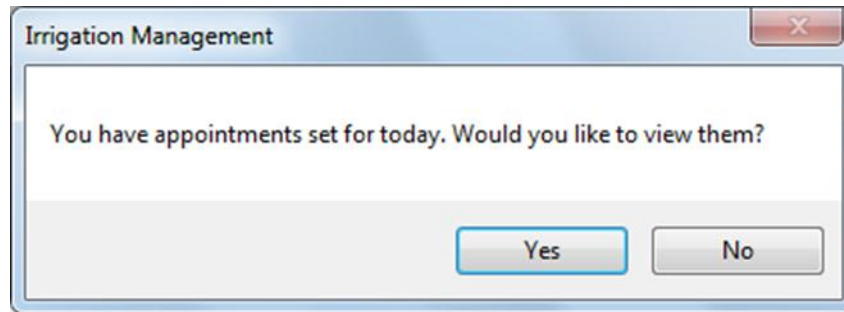 Irrigation Management
You have appointments set for today. Would you like to view them?
Yes No